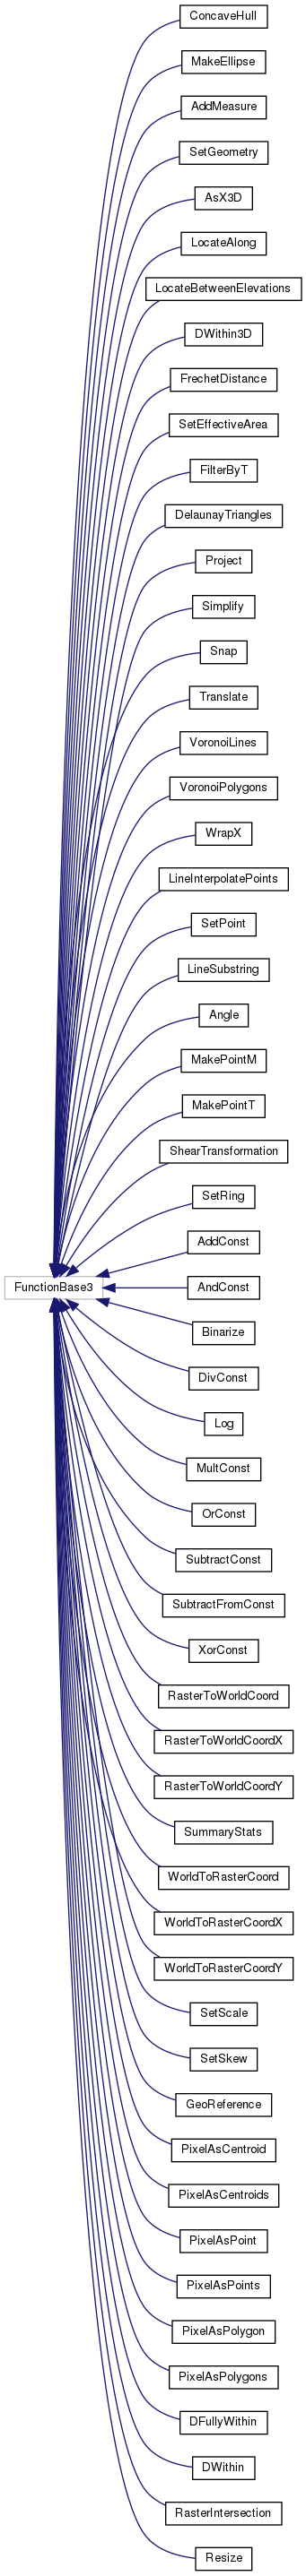 ConcaveHull
MakeEllipse
AddMeasure
SetGeometry
AsX3D
LocateAlong
LocateBetweenElevations
DWithin3D
FrechetDistance
SetEffectiveArea
FilterByT
DelaunayTriangles
Project
Simplify
Snap
Translate
VoronoiLines
VoronoiPolygons
WrapX
LineInterpolatePoints
SetPoint
LineSubstring
Angle
MakePointM
MakePointT
ShearTransformation
SetRing
AddConst
FunctionBase3
AndConst
Binarize
DivConst
Log
MultConst
OrConst
SubtractConst
SubtractFromConst
XorConst
RasterToWorldCoord
RasterToWorldCoordX
RasterToWorldCoordY
SummaryStats
WorldToRasterCoord
WorldToRasterCoordX
WorldToRasterCoordY
SetScale
SetSkew
GeoReference
PixelAsCentroid
PixelAsCentroids
PixelAsPoint
PixelAsPoints
PixelAsPolygon
PixelAsPolygons
DFullyWithin
DWithin
RasterIntersection
Resize